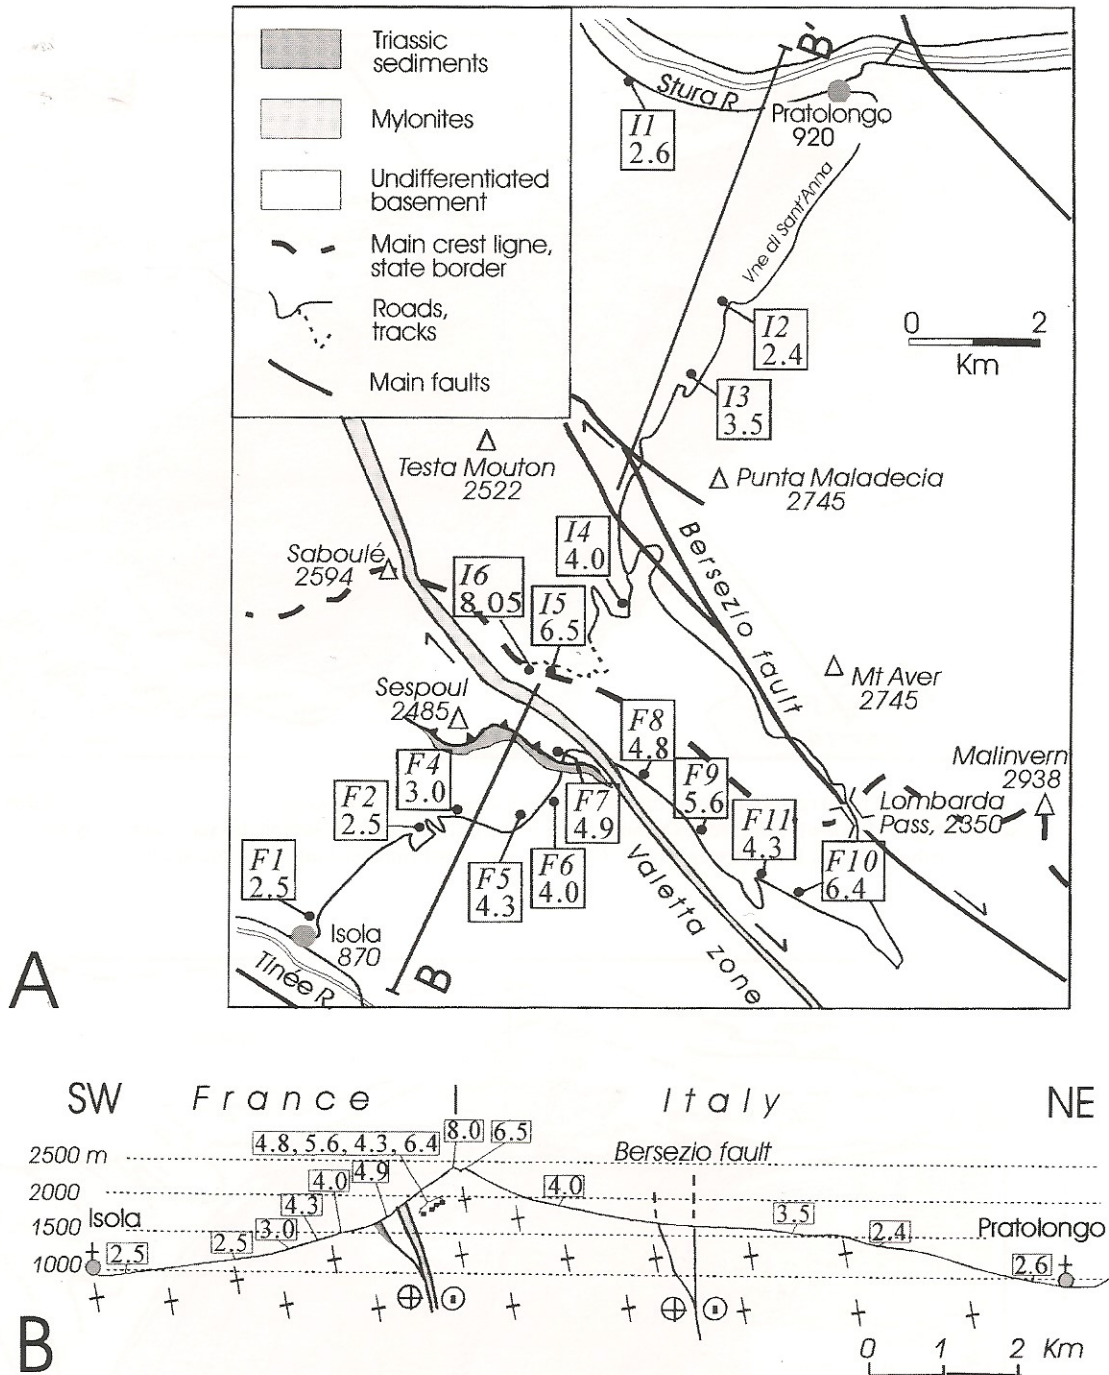 Triassic
sediments
Mylonites
Undifferentiated
basement
Main crest ligne,
state border
Roads,
tracks
Main faults
B'
Stura R
Pratolongo
920
I1
2.6
Vne di Sant'Anna
I2
2.4
0 2
Km
I3
3.5
Testa Mouton
2522
Punta Maladecia
2745
I4
4.0
Bersezio fault
Saboulé
2594
I6
8.05
I5
6.5
Mt Aver
2745
Sespoul
2485
F8
4.8
Malinvern
2938
F4
3.0
F9
5.6
Lombarda
Pass, 2350
F2
2.5
F7
4.9
F11
4.3
F10
6.4
F1
2.5
F5
4.3
F6
4.0
Valetta zone
Isola
870
Tinée R
B
A
SW France I Italy NE
4.8, 5.6, 4.3, 6.4
8.0
6.5
Bersezio fault
2500 m
4.9
4.0
4.0
2000
4.3
3.5
Isola
1500
3.0
2.4
Pratolongo
2.5
2.5
1000
2.6
B
0 1 2 Km